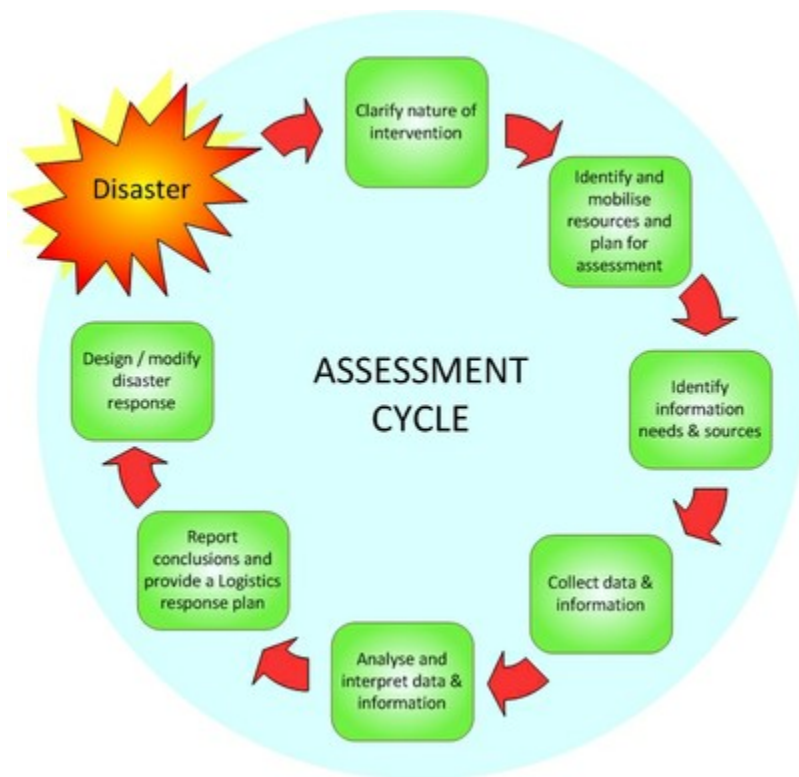 Disaster
Clarify nature of
intervention
Identify and
mobilise
resources and
plan for
assessment
Identify
information
needs & sources
Collect data &
information
Analyse and
interpret data &
information
Report
conclusions and
provide a Logistics
response plan
Design / modify
disaster
response
ASSESSMENT
CYCLE